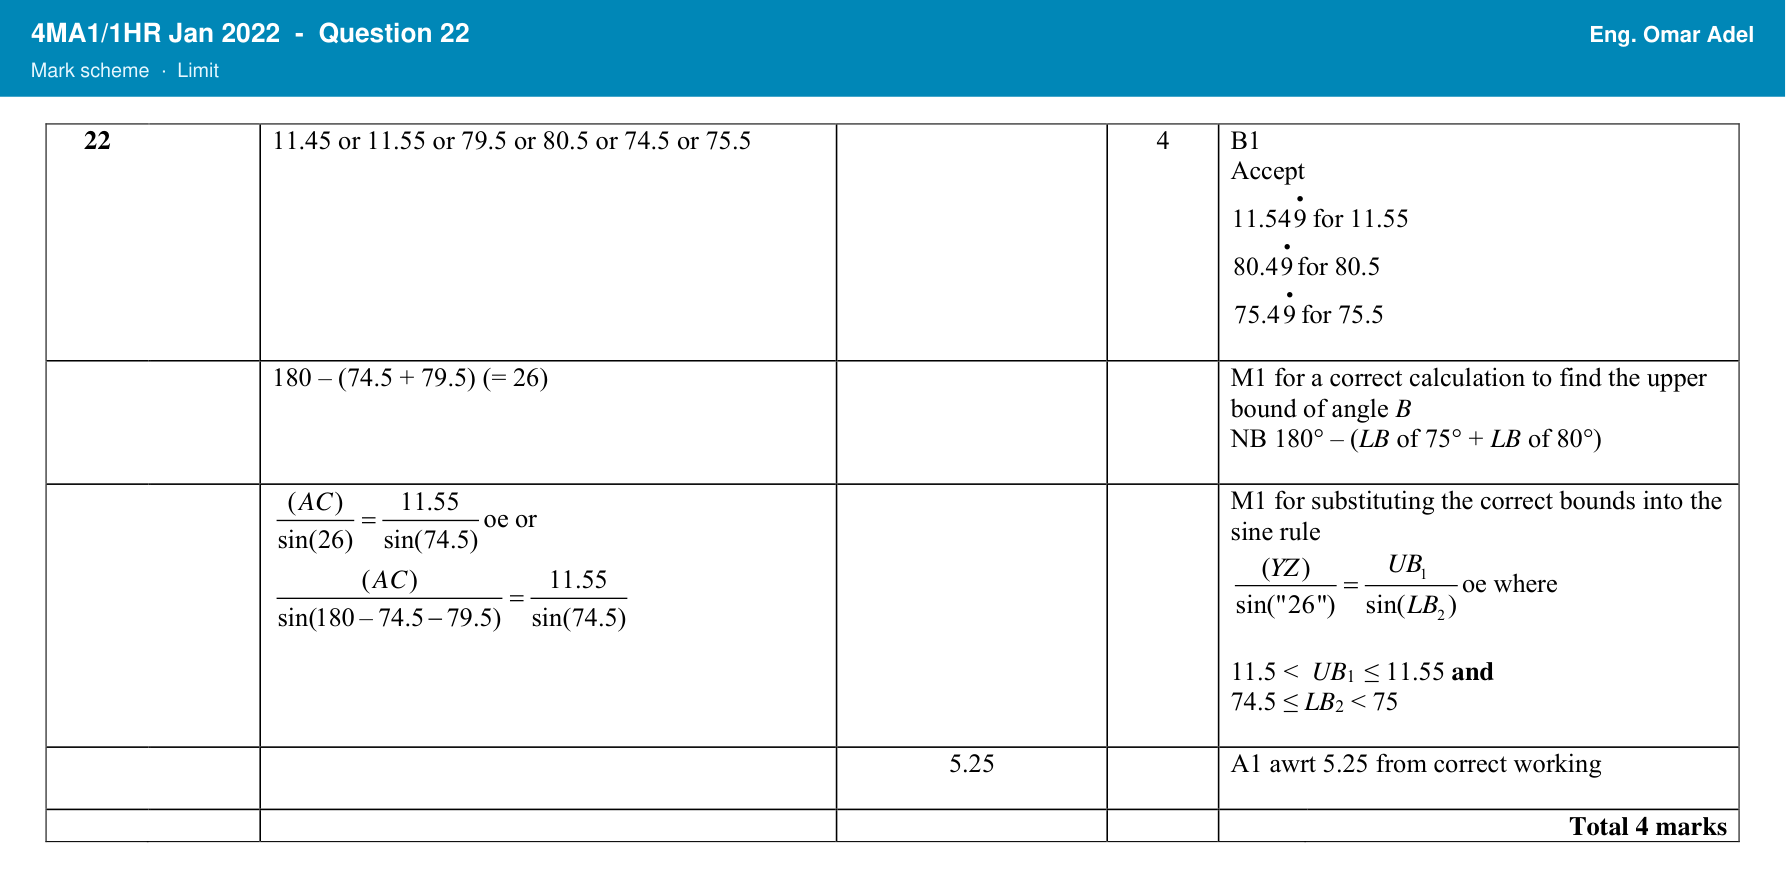 4MA1/1HR Jan 2022 - Question 22
Eng. Omar Adel
Mark scheme · Limit
22
11.45 or 11.55 or 79.5 or 80.5 or 74.5 or 75.5
4
B1
Accept
11.549̇ for 11.55
80.49̇ for 80.5
75.49̇ for 75.5
180 – (74.5 + 79.5) (= 26)
M1 for a correct calculation to find the upper
bound of angle B
NB 180° – (LB of 75° + LB of 80°)
(AC)/sin(26) = 11.55/sin(74.5) oe or
(AC)/sin(180 – 74.5 – 79.5) = 11.55/sin(74.5)
M1 for substituting the correct bounds into the
sine rule
(YZ)/sin("26") = UB₁/sin(LB₂) oe where
11.5 < UB₁ ≤ 11.55 and
74.5 ≤ LB₂ < 75
5.25
A1 awrt 5.25 from correct working
Total 4 marks